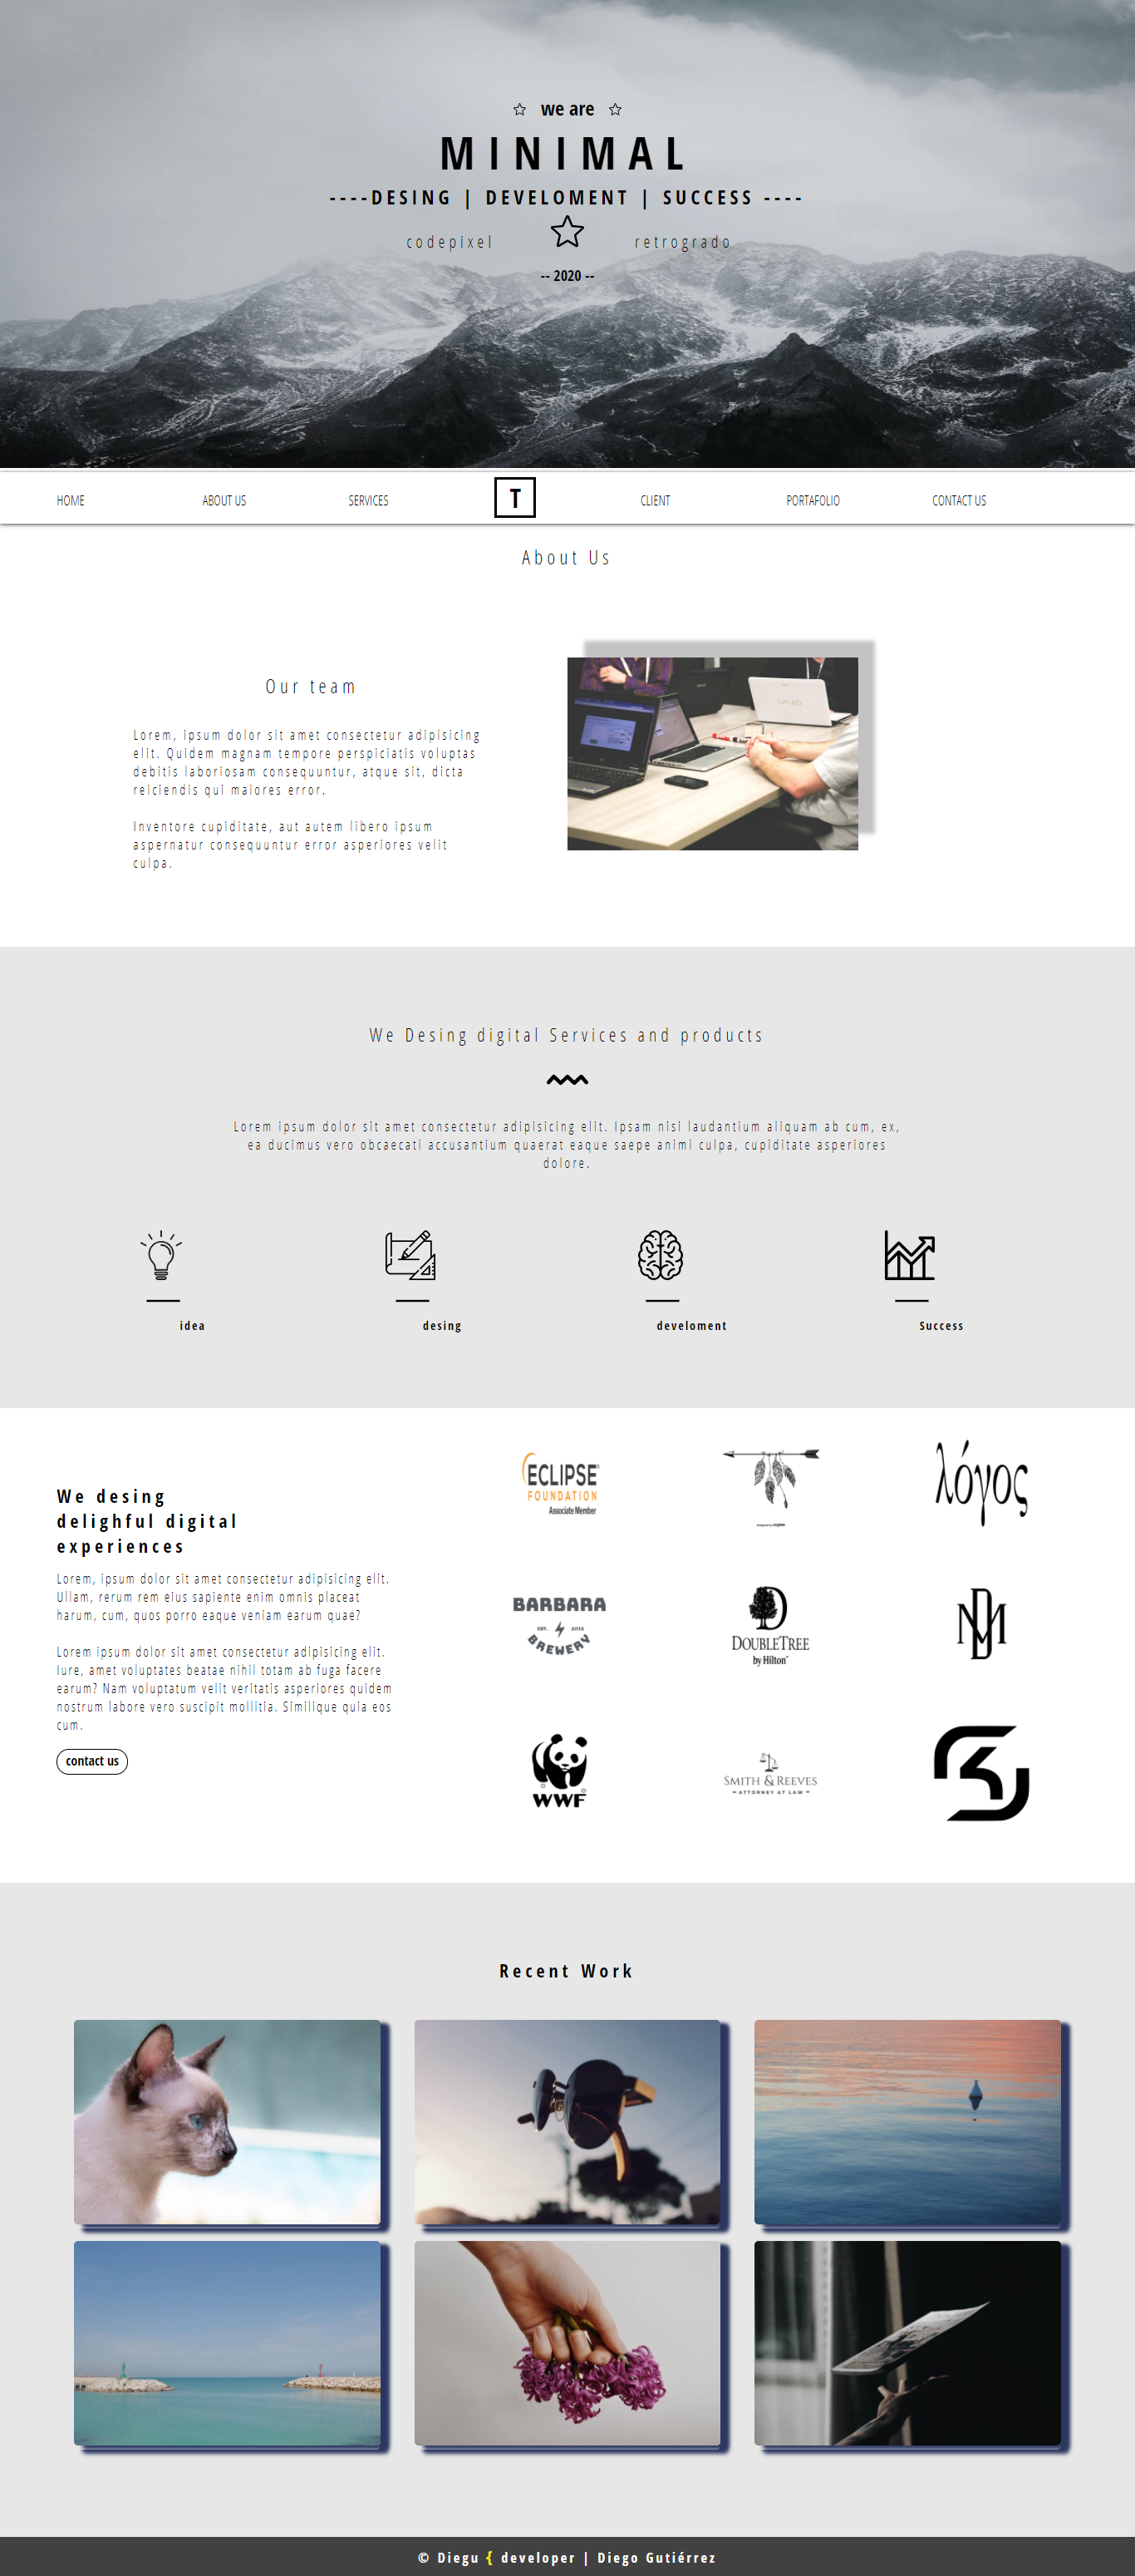 we are
MINIMAL
----DESING | DEVELOMENT | SUCCESS ----
codepixel retrogrado
-- 2020 --
HOME ABOUT US SERVICES T CLIENT PORTAFOLIO CONTACT US
About Us
Our team
Lorem, ipsum dolor sit amet consectetur adipisicing
elit. Quidem magnam tempore perspiciatis voluptas
debitis laboriosam consequuntur, atque sit, dicta
reiciendis qui maiores error.
Inventore cupiditate, aut autem libero ipsum
aspernatur consequuntur error asperiores velit
culpa.
VAIO
We Desing digital Services and products
Lorem ipsum dolor sit amet consectetur adipisicing elit. Ipsam nisi laudantium aliquam ab cum, ex,
ea ducimus vero obcaecati accusantium quaerat eaque saepe animi culpa, cupiditate asperiores
dolore.
idea desing develoment Success
We desing
delighful digital
experiences
Lorem, ipsum dolor sit amet consectetur adipisicing elit.
Ullam, rerum rem eius sapiente enim omnis placeat
harum, cum, quos porro eaque veniam earum quae?
Lorem ipsum dolor sit amet consectetur adipisicing elit.
Iure, amet voluptates beatae nihil totam ab fuga facere
earum? Nam voluptatum velit veritatis asperiores quidem
nostrum labore vero suscipit mollitia. Similique quia eos
cum.
contact us
ECLIPSE
FOUNDATION
Associate Member
λόγος
BARBARA
EST. 2012
BREWERY
D
DOUBLETREE
by Hilton™
WWF
SMITH & REEVES
- ATTORNEY AT LAW -
Recent Work
© Diegu { developer | Diego Gutiérrez